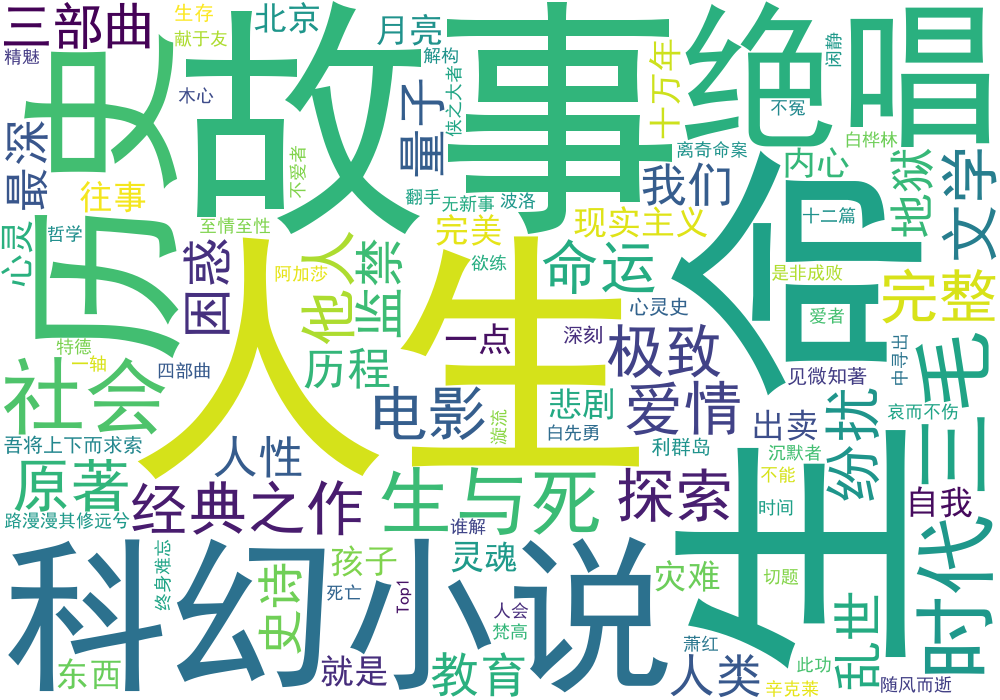 三部曲
生存
献于友
精魅
北京
木心
月亮
解构
侠之大者
故事
绝品
闲静
不冤
白桦林
十万年
量子
历史
最深
往事
心灵
哲学
至情至性
不爱者
翻手
无新事
波洛
我们
离奇命案
内心
地狱
文学
十二篇
困惑
他人
阿加莎
监禁
完美
欲练
现实主义
命运
心灵史
生命
是非成败
爱者
完整
三毛
特德
一轴
人生
历程
四部曲
一点
深刻
极致
见微知著
中寻出
社会
电影
悲剧
爱情
出卖
纷扰
哀而不伤
吾将上下而求索
人性
漩流
白先勇
利群岛
沉默者
原著
经典之作
生与死
探索
不能
自我
时代
路漫漫其修远兮
谁解
时间
科幻小说
终身难忘
史诗
孩子
死亡
Top1
灵魂
灾难
切题
乱世
东西
就是
教育
人会
梵高
萧红
人类
此功
辛克莱
随风而逝